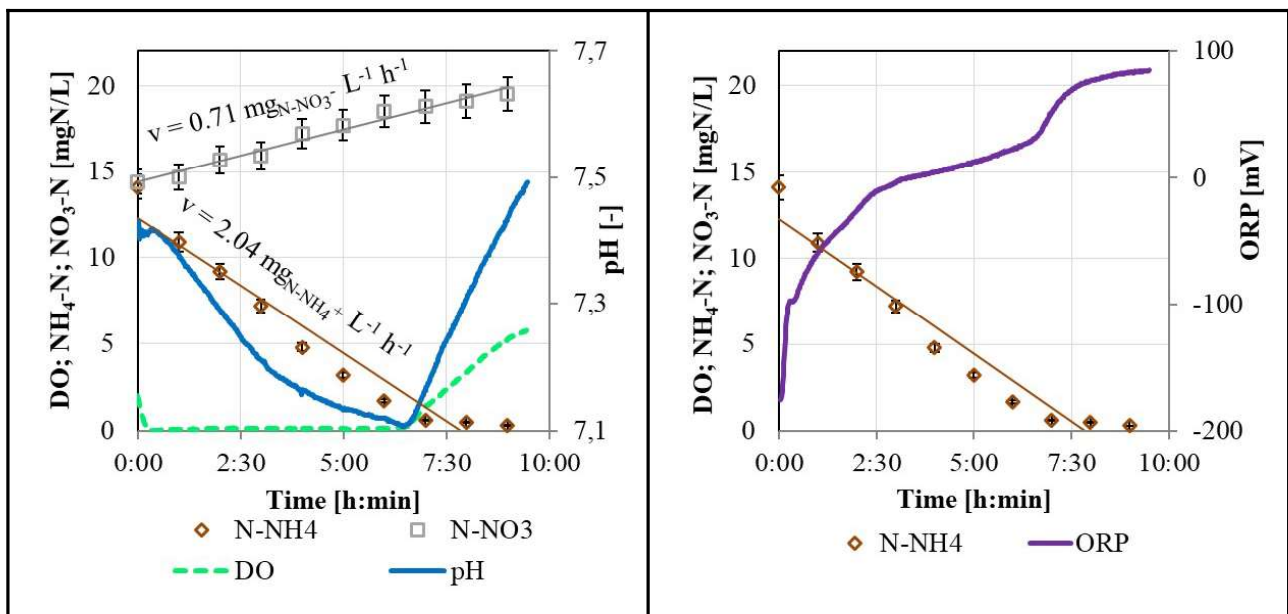 DO; NH₄-N; NO₃-N [mgN/L]
20
15
10
5
0
v = 0.71 mg_N-NO₃- L⁻¹ h⁻¹
v = 2.04 mg_N-NH₄+ L⁻¹ h⁻¹
7,7
7,5
7,3
7,1
pH [-]
0:00 2:30 5:00 7:30 10:00
Time [h:min]
N-NH4 N-NO3
DO pH
DO; NH₄-N; NO₃-N [mgN/L]
20
15
10
5
0
100
0
-100
-200
ORP [mV]
0:00 2:30 5:00 7:30 10:00
Time [h:min]
N-NH4 ORP